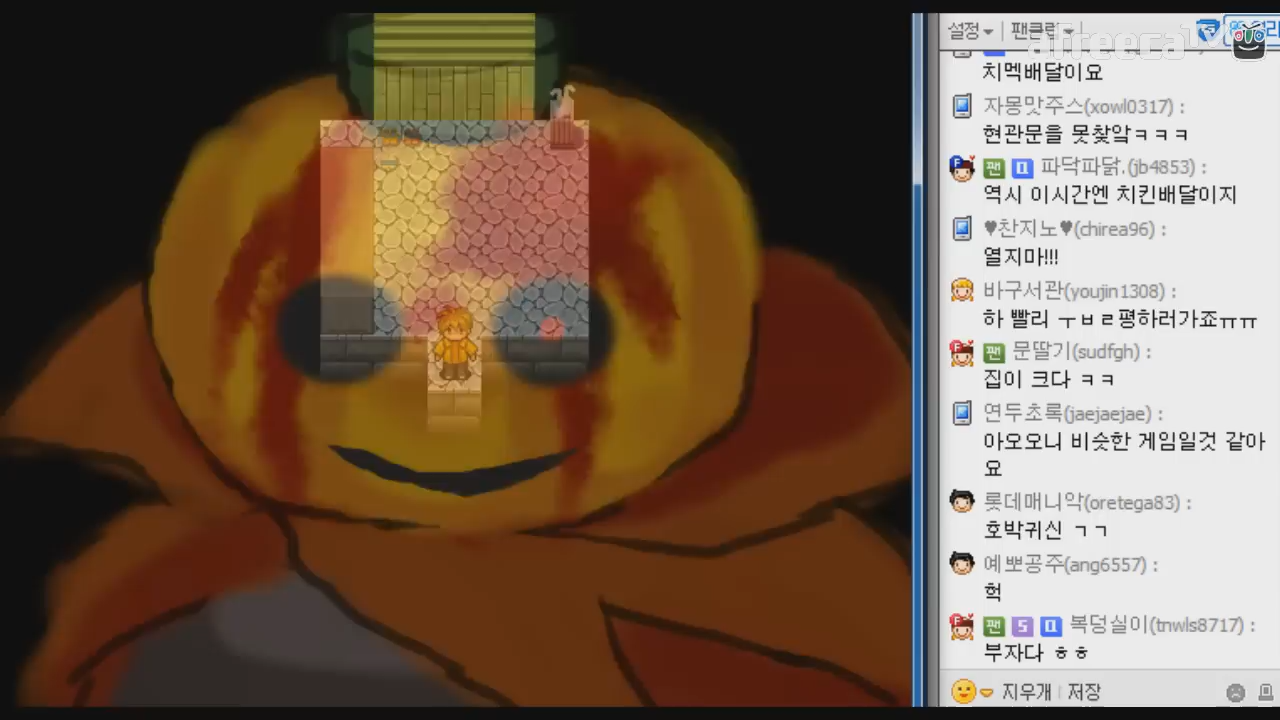 설정 팬클럽
afreecaTV
치멕배달이요
자몽맛주스(xowl0317) :
현관문을 못찿앜ㅋㅋㅋ
팬 파닥파닭.(jb4853) :
역시 이시간엔 치킨배달이지
♥찬지노♥(chirea96) :
열지마!!!
바구서관(youjin1308) :
하 빨리 ㅜㅂㄹ평하러가죠ㅠㅠ
팬 문딸기(sudfgh) :
집이 크다 ㅋㅋ
연두초록(jaejaejae) :
아오오니 비슷한 게임일것 같아
요
롯데매니악(oretega83) :
호박귀신 ㄱㄱ
예뽀공주(ang6557) :
헉
팬 S 복덩실이(tnwls8717) :
부자다 ㅎㅎ
지우개 저장